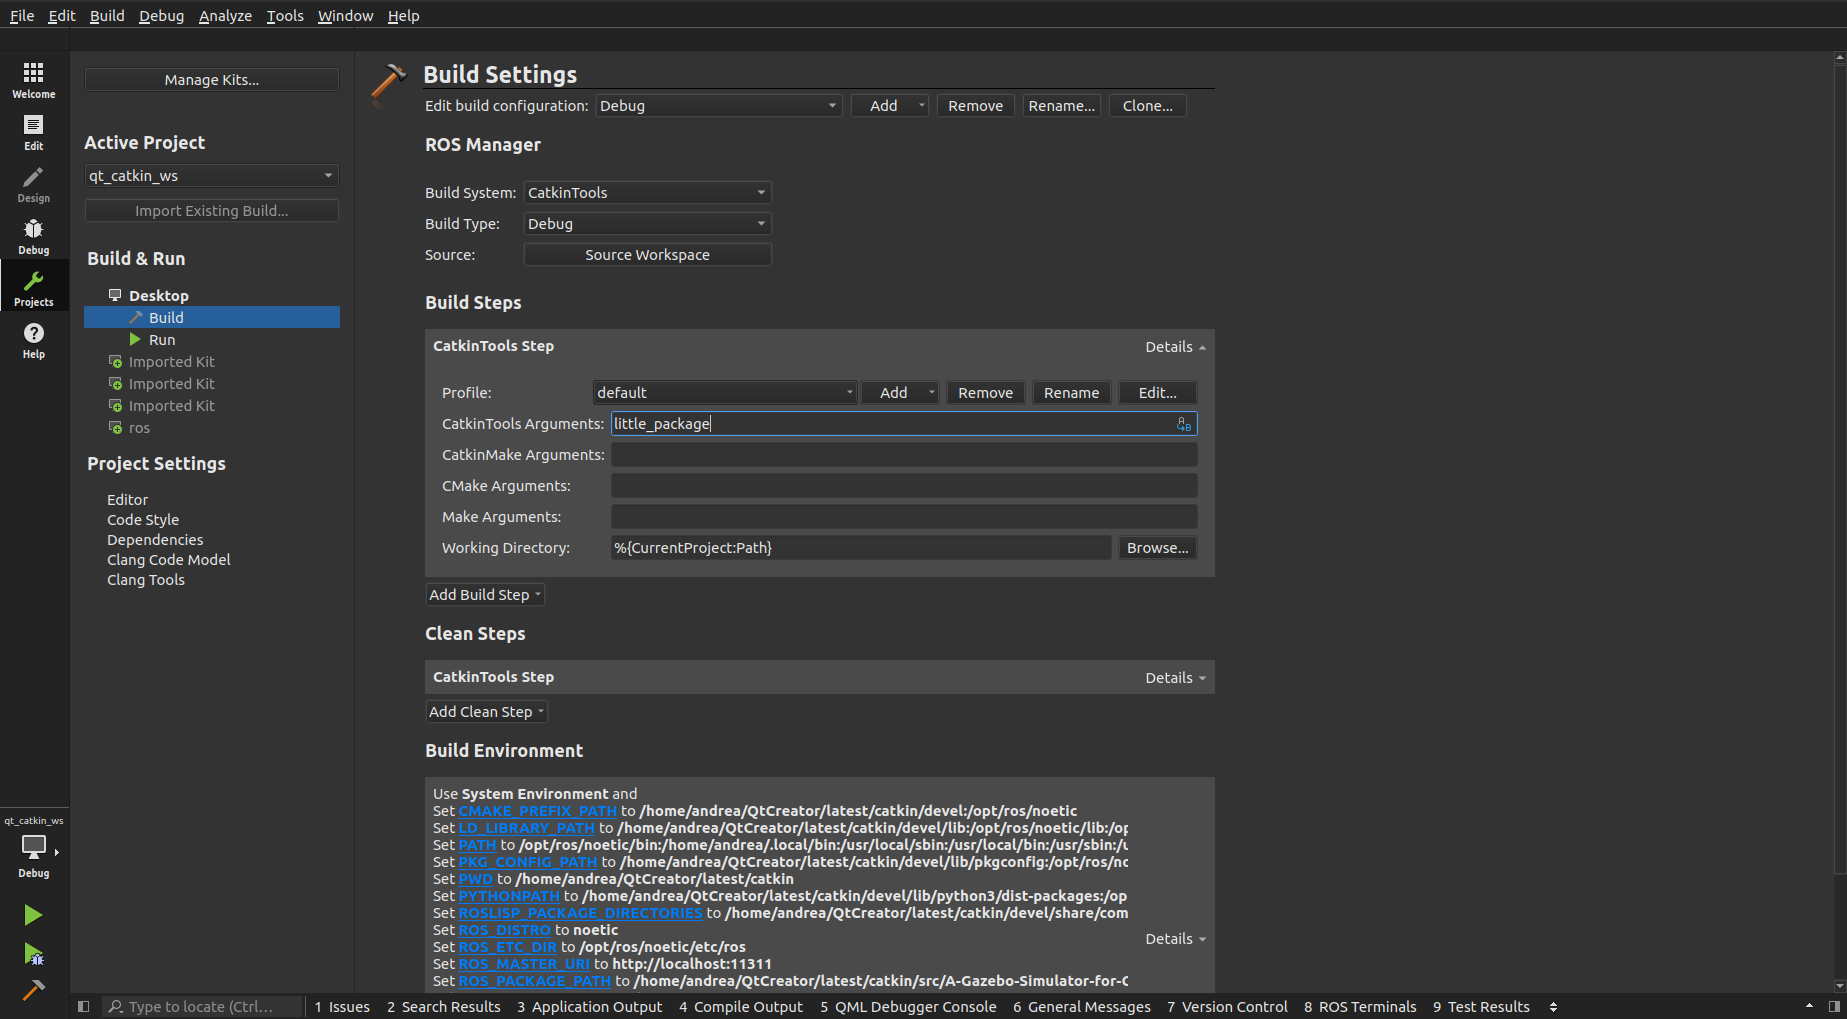 File Edit Build Debug Analyze Tools Window Help
Welcome
Edit
Design
Debug
Projects
Help
qt_catkin_ws
Debug
Manage Kits...
Active Project
qt_catkin_ws
Import Existing Build...
Build & Run
Desktop
Build
Run
Imported Kit
Imported Kit
Imported Kit
ros
Project Settings
Editor
Code Style
Dependencies
Clang Code Model
Clang Tools
Build Settings
Edit build configuration: Debug Add Remove Rename... Clone...
ROS Manager
Build System: CatkinTools
Build Type: Debug
Source: Source Workspace
Build Steps
CatkinTools Step Details
Profile: default Add Remove Rename Edit...
CatkinTools Arguments: little_package
CatkinMake Arguments:
CMake Arguments:
Make Arguments:
Working Directory: %{CurrentProject:Path} Browse...
Add Build Step
Clean Steps
CatkinTools Step Details
Add Clean Step
Build Environment
Use System Environment and
Set CMAKE_PREFIX_PATH to /home/andrea/QtCreator/latest/catkin/devel:/opt/ros/noetic
Set LD_LIBRARY_PATH to /home/andrea/QtCreator/latest/catkin/devel/lib:/opt/ros/noetic/lib:/op
Set PATH to /opt/ros/noetic/bin:/home/andrea/.local/bin:/usr/local/sbin:/usr/local/bin:/usr/sbin:/u
Set PKG_CONFIG_PATH to /home/andrea/QtCreator/latest/catkin/devel/lib/pkgconfig:/opt/ros/no
Set PWD to /home/andrea/QtCreator/latest/catkin
Set PYTHONPATH to /home/andrea/QtCreator/latest/catkin/devel/lib/python3/dist-packages:/op
Set ROSLISP_PACKAGE_DIRECTORIES to /home/andrea/QtCreator/latest/catkin/devel/share/com
Set ROS_DISTRO to noetic
Set ROS_ETC_DIR to /opt/ros/noetic/etc/ros
Details
Set ROS_MASTER_URI to http://localhost:11311
Set ROS_PACKAGE_PATH to /home/andrea/QtCreator/latest/catkin/src/A-Gazebo-Simulator-for-C
Type to locate (Ctrl... 1 Issues 2 Search Results 3 Application Output 4 Compile Output 5 QML Debugger Console 6 General Messages 7 Version Control 8 ROS Terminals 9 Test Results